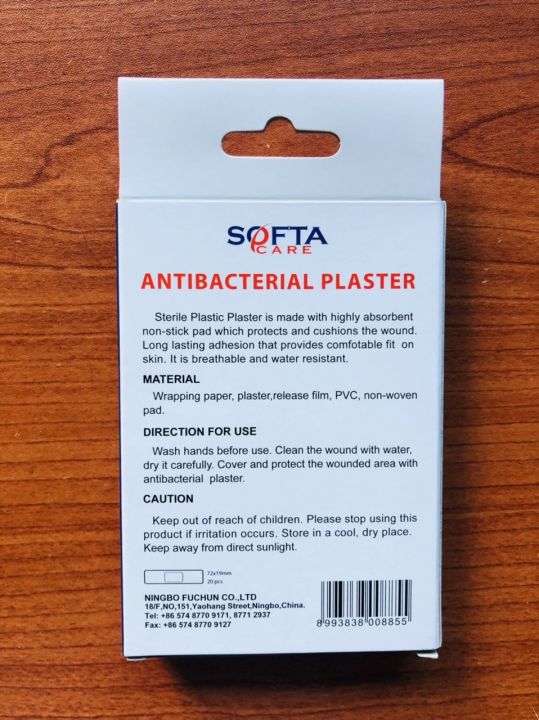 SOFTA
CARE
ANTIBACTERIAL PLASTER
Sterile Plastic Plaster is made with highly absorbent
non-stick pad which protects and cushions the wound.
Long lasting adhesion that provides comfotable fit on
skin. It is breathable and water resistant.
MATERIAL
Wrapping paper, plaster,release film, PVC, non-woven
pad.
DIRECTION FOR USE
Wash hands before use. Clean the wound with water,
dry it carefully. Cover and protect the wounded area with
antibacterial plaster.
CAUTION
Keep out of reach of children. Please stop using this
product if irritation occurs. Store in a cool, dry place.
Keep away from direct sunlight.
72x19mm
20 pcs
NINGBO FUCHUN CO.,LTD
18/F,NO,151,Yaohang Street,Ningbo,China.
Tel: +86 574 8770 9171, 8771 2937
Fax: +86 574 8770 9127
8 993838 008855